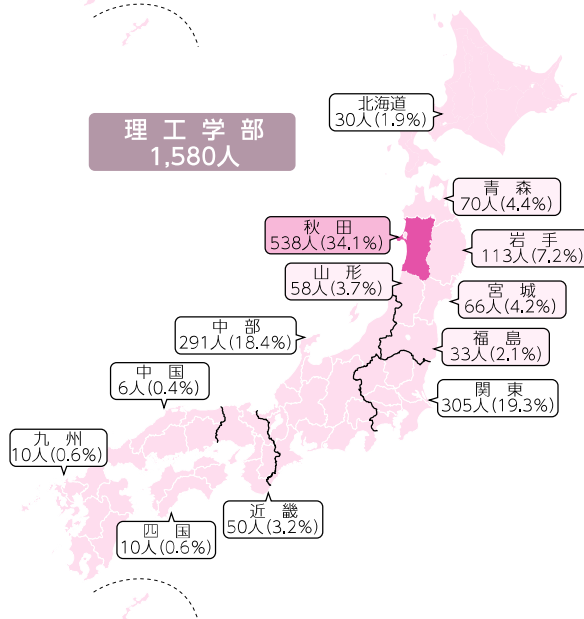 理工学部
1,580人
北海道
30人(1.9%)
青森
70人(4.4%)
秋田
538人(34.1%)
岩手
113人(7.2%)
山形
58人(3.7%)
宮城
66人(4.2%)
中部
291人(18.4%)
福島
33人(2.1%)
中国
6人(0.4%)
関東
305人(19.3%)
九州
10人(0.6%)
近畿
50人(3.2%)
四国
10人(0.6%)